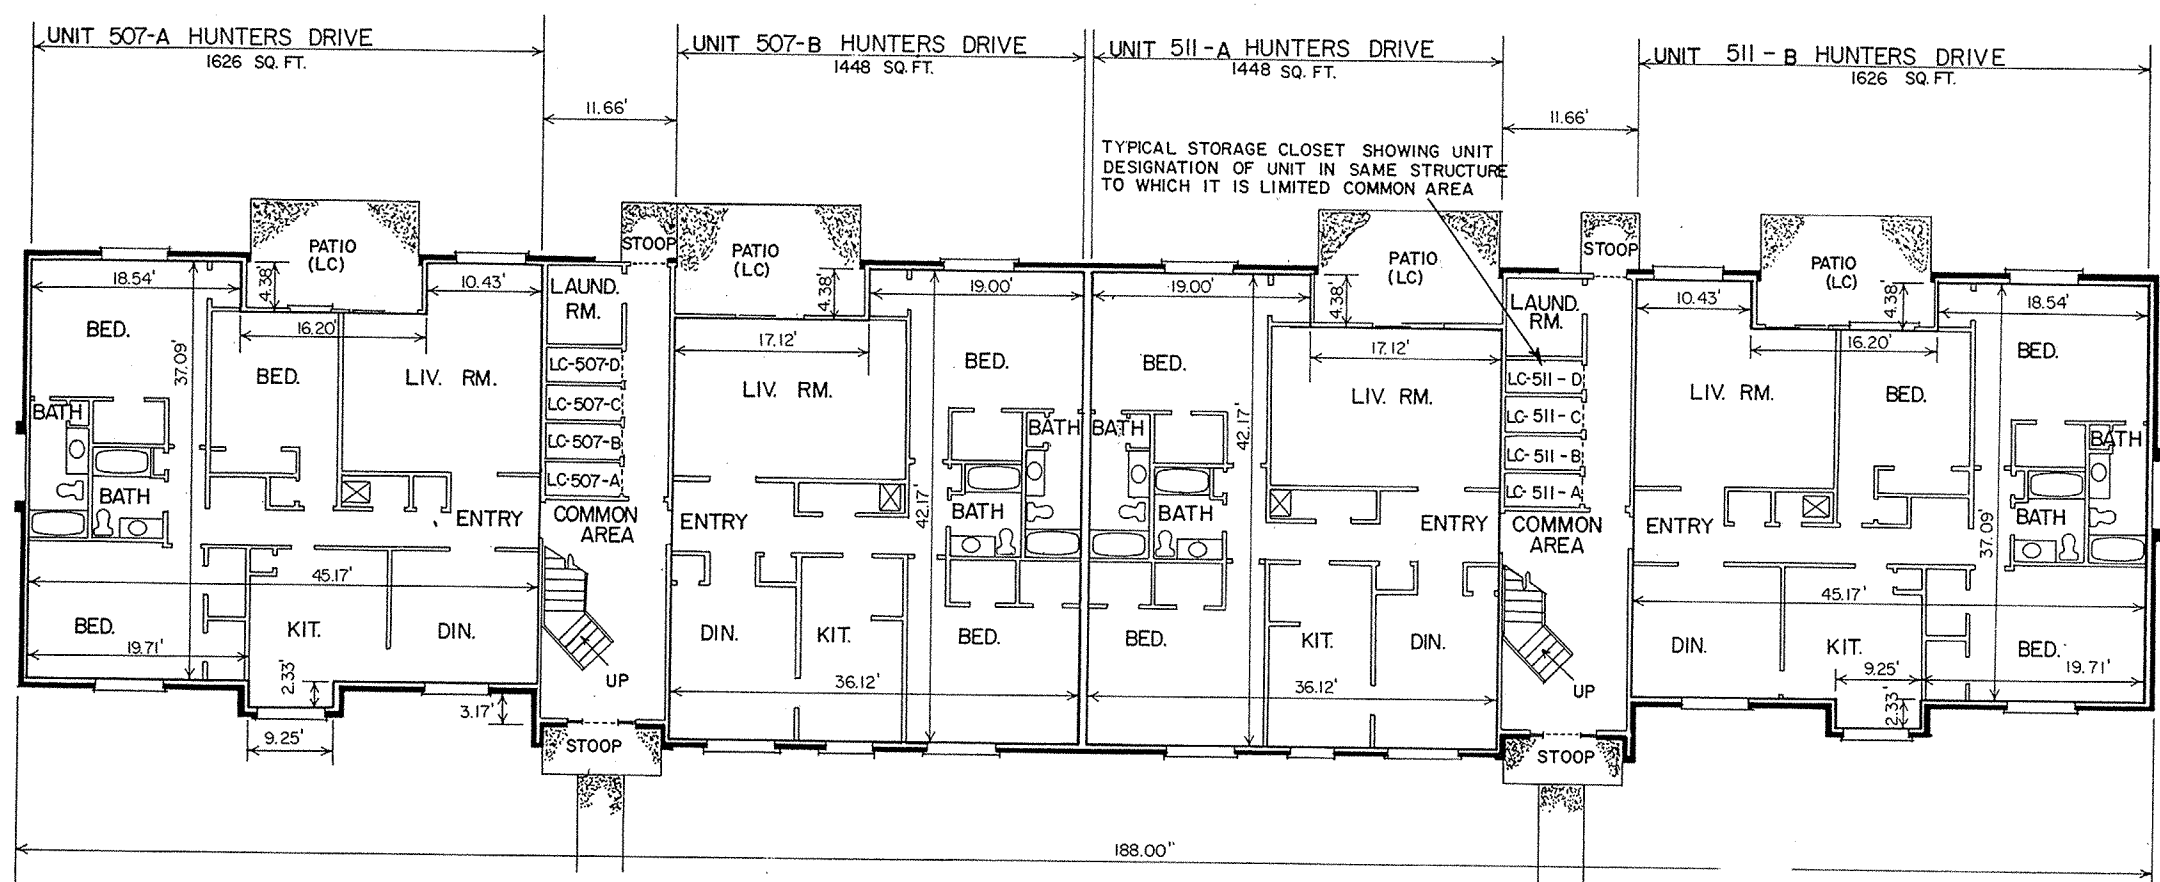 UNIT 507-A HUNTERS DRIVE
1626 SQ. FT.
UNIT 507-B HUNTERS DRIVE
1448 SQ. FT.
UNIT 511-A HUNTERS DRIVE
1448 SQ. FT.
UNIT 511-B HUNTERS DRIVE
1626 SQ. FT.
11.66'
11.66'
TYPICAL STORAGE CLOSET SHOWING UNIT
DESIGNATION OF UNIT IN SAME STRUCTURE
TO WHICH IT IS LIMITED COMMON AREA
PATIO
(LC)
STOOP
PATIO
(LC)
PATIO
(LC)
STOOP
PATIO
(LC)
18.54'
4.38'
10.43'
16.20'
37.09'
BED.
BED.
LIV. RM.
BATH
BATH
ENTRY
45.17'
BED.
KIT.
DIN.
19.71'
2.33'
9.25'
3.17'
LAUND.
RM.
LC-507-D
LC-507-C
LC-507-B
LC-507-A
COMMON
AREA
UP
STOOP
4.38'
19.00'
17.12'
LIV. RM.
BED.
BATH
42.17'
ENTRY
BATH
DIN.
KIT.
BED.
36.12'
19.00'
4.38'
17.12'
BED.
LIV. RM.
BATH
42.17'
BATH
ENTRY
BED.
KIT.
DIN.
36.12'
LAUND.
RM.
LC-511-D
LC-511-C
LC-511-B
LC-511-A
COMMON
AREA
UP
STOOP
10.43'
4.38'
18.54'
16.20'
BED.
LIV. RM.
BED.
BATH
ENTRY
37.09'
BATH
45.17'
DIN.
KIT.
BED.
9.25'
19.71'
2.33'
188.00"